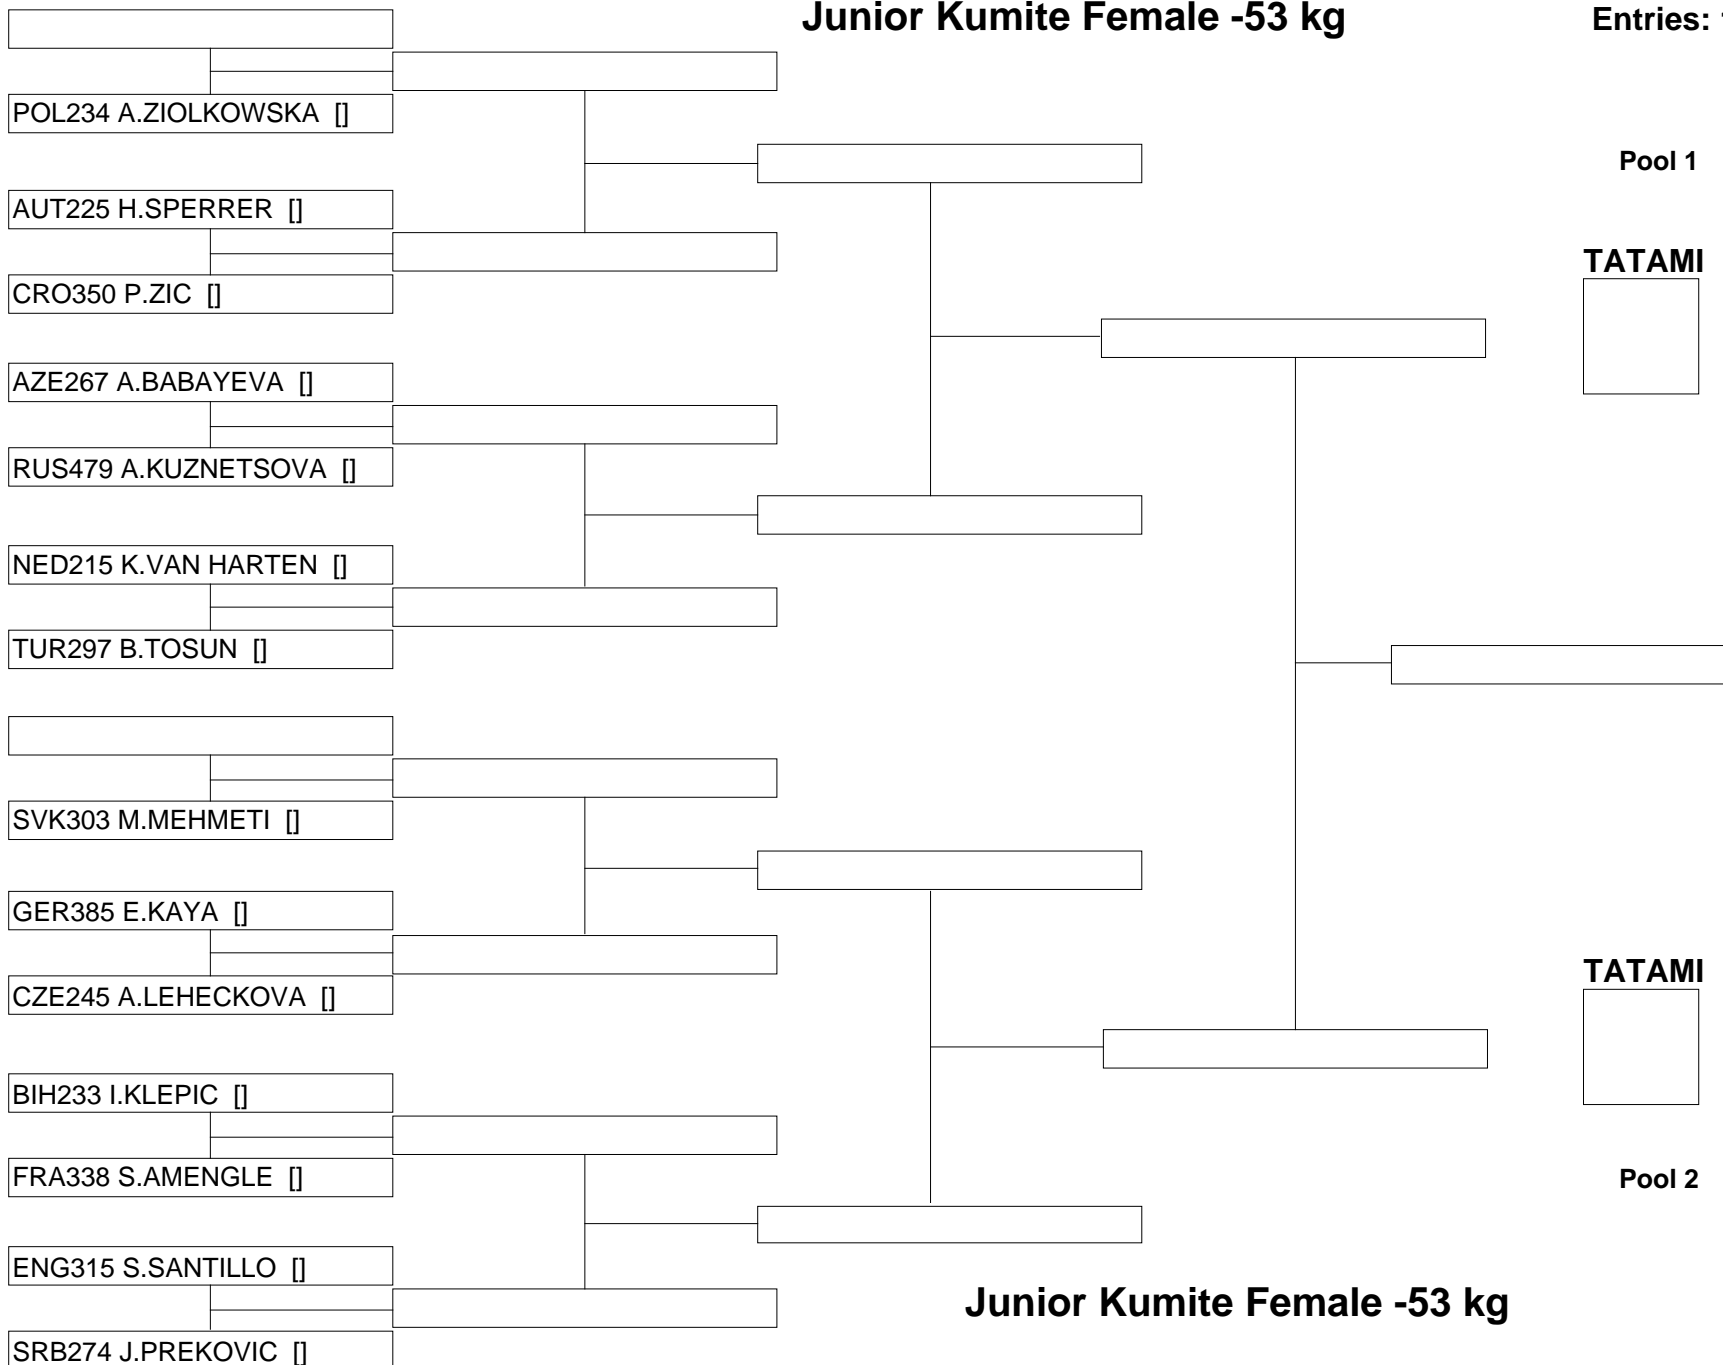 Junior Kumite Female -53 kg
Entries:
POL234 A.ZIOLKOWSKA []
Pool 1
AUT225 H.SPERRER []
TATAMI
CRO350 P.ZIC []
AZE267 A.BABAYEVA []
RUS479 A.KUZNETSOVA []
NED215 K.VAN HARTEN []
TUR297 B.TOSUN []
SVK303 M.MEHMETI []
GER385 E.KAYA []
TATAMI
CZE245 A.LEHECKOVA []
BIH233 I.KLEPIC []
FRA338 S.AMENGLE []
Pool 2
ENG315 S.SANTILLO []
Junior Kumite Female -53 kg
SRB274 J.PREKOVIC []